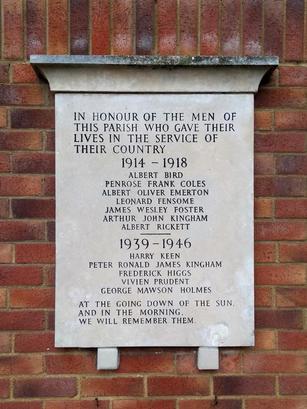 IN HONOUR OF THE MEN OF
THIS PARISH WHO GAVE THEIR
LIVES IN THE SERVICE OF
THEIR COUNTRY
1914 – 1918
ALBERT BIRD
PENROSE FRANK COLES
ALBERT OLIVER EMERTON
LEONARD FENSOME
JAMES WESLEY FOSTER
ARTHUR JOHN KINGHAM
ALBERT RICKETT
1939 – 1946
HARRY KEEN
PETER RONALD JAMES KINGHAM
FREDERICK HIGGS
VIVIEN PRUDENT
GEORGE MAWSON HOLMES
AT THE GOING DOWN OF THE SUN,
AND IN THE MORNING,
WE WILL REMEMBER THEM.